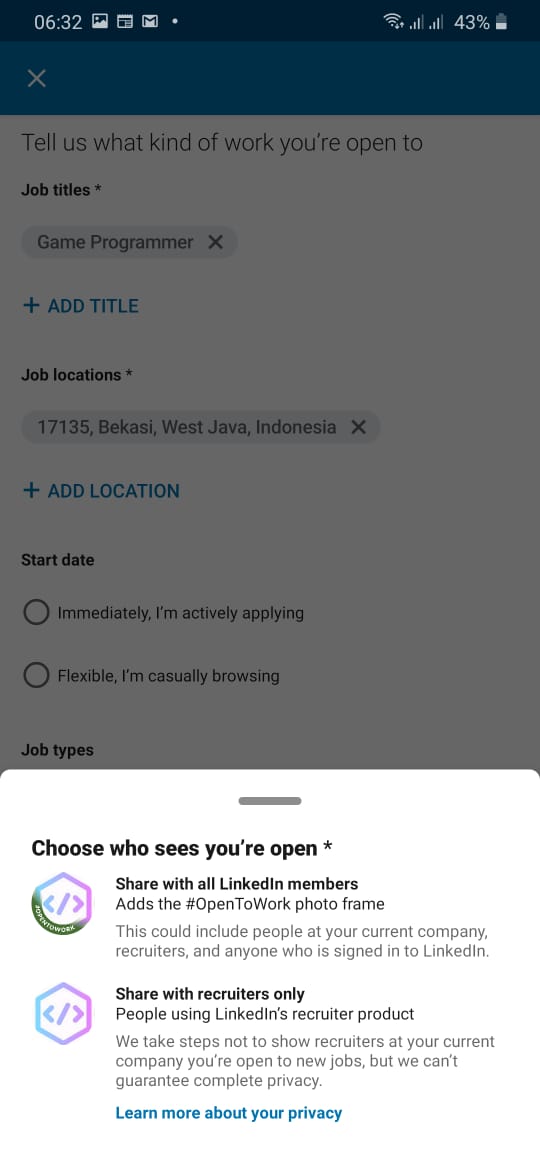 06:32
43%
Tell us what kind of work you’re open to
Job titles *
Game Programmer
ADD TITLE
Job locations *
17135, Bekasi, West Java, Indonesia
ADD LOCATION
Start date
Immediately, I’m actively applying
Flexible, I’m casually browsing
Job types
Choose who sees you’re open *
#OPENTOWORK
</>
Share with all LinkedIn members
Adds the #OpenToWork photo frame
This could include people at your current company,
recruiters, and anyone who is signed in to LinkedIn.
</>
Share with recruiters only
People using LinkedIn’s recruiter product
We take steps not to show recruiters at your current
company you’re open to new jobs, but we can’t
guarantee complete privacy.
Learn more about your privacy